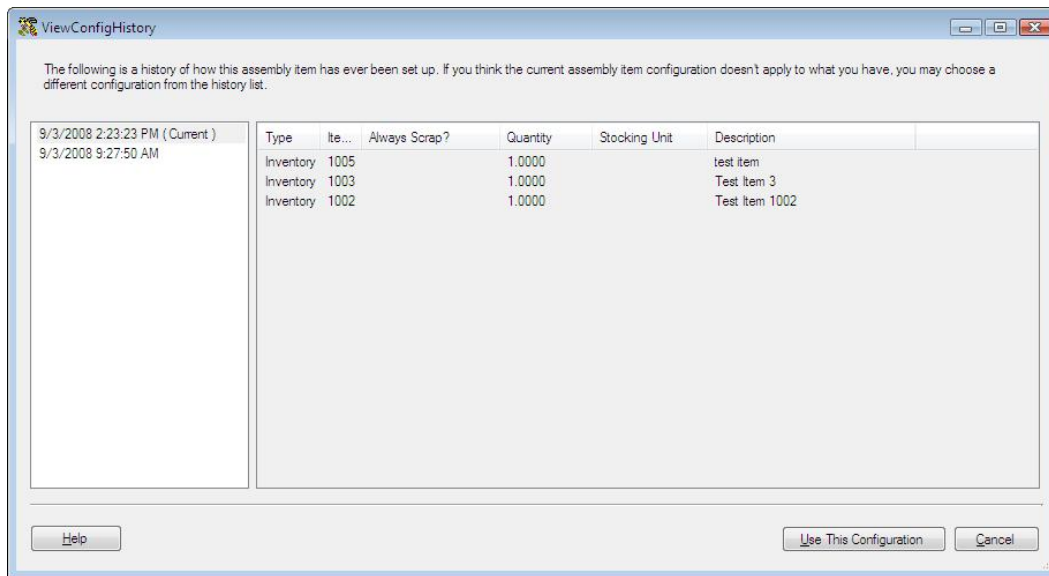 ViewConfigHistory
The following is a history of how this assembly item has ever been set up. If you think the current assembly item configuration doesn't apply to what you have, you may choose a
different configuration from the history list.
9/3/2008 2:23:23 PM ( Current )
9/3/2008 9:27:50 AM
Type Ite... Always Scrap? Quantity Stocking Unit Description
Inventory 1005 1.0000 test item
Inventory 1003 1.0000 Test Item 3
Inventory 1002 1.0000 Test Item 1002
Help Use This Configuration Cancel